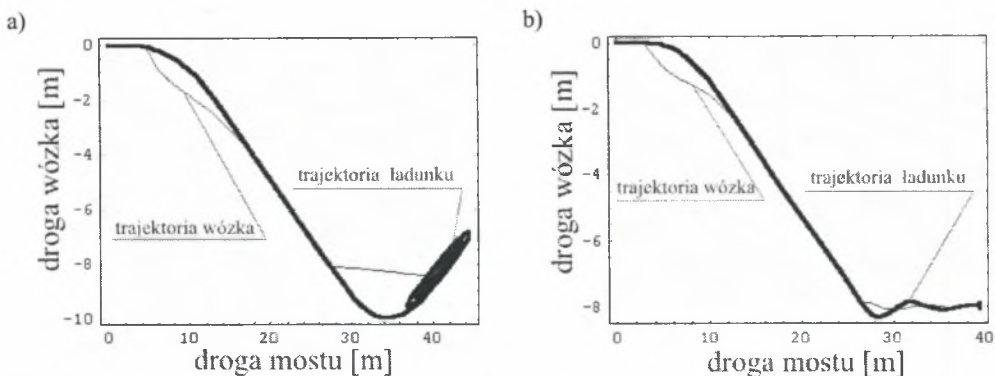 a)
droga wózka [m]
0
-2
-4
-6
-8
-10
trajektoria ładunku
trajektoria wózka
0
10
20
30
40
droga mostu [m]
b)
droga wózka [m]
0
-2
-4
-6
-8
trajektoria ładunku
trajektoria wózka
0
10
20
30
40
droga mostu [m]